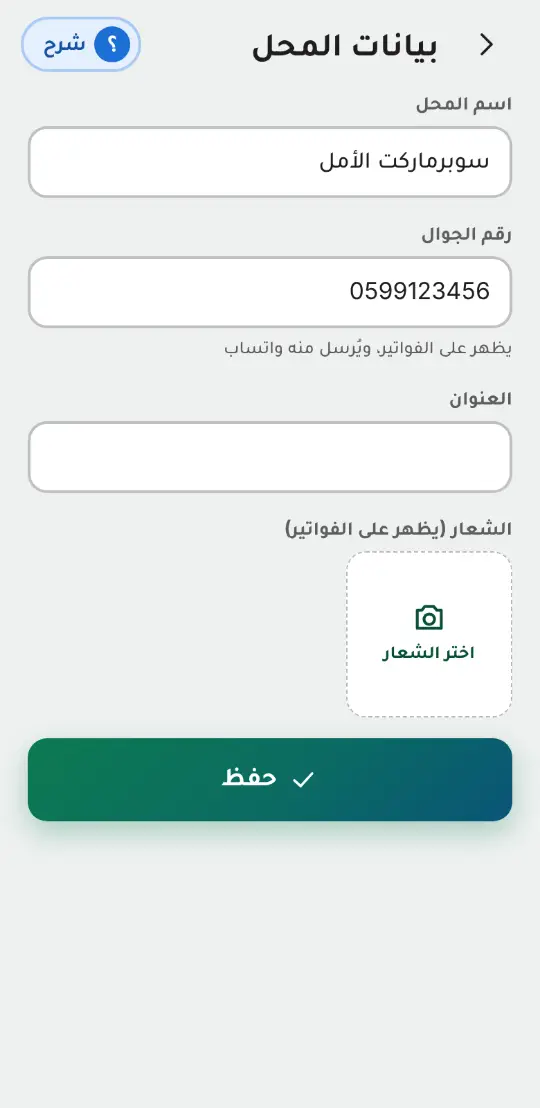 بيانات المحل
؟ شرح
اسم المحل
سوبرماركت الأمل
رقم الجوال
0599123456
يظهر على الفواتير، ويُرسل منه واتساب
العنوان
الشعار (يظهر على الفواتير)
اختر الشعار
حفظ